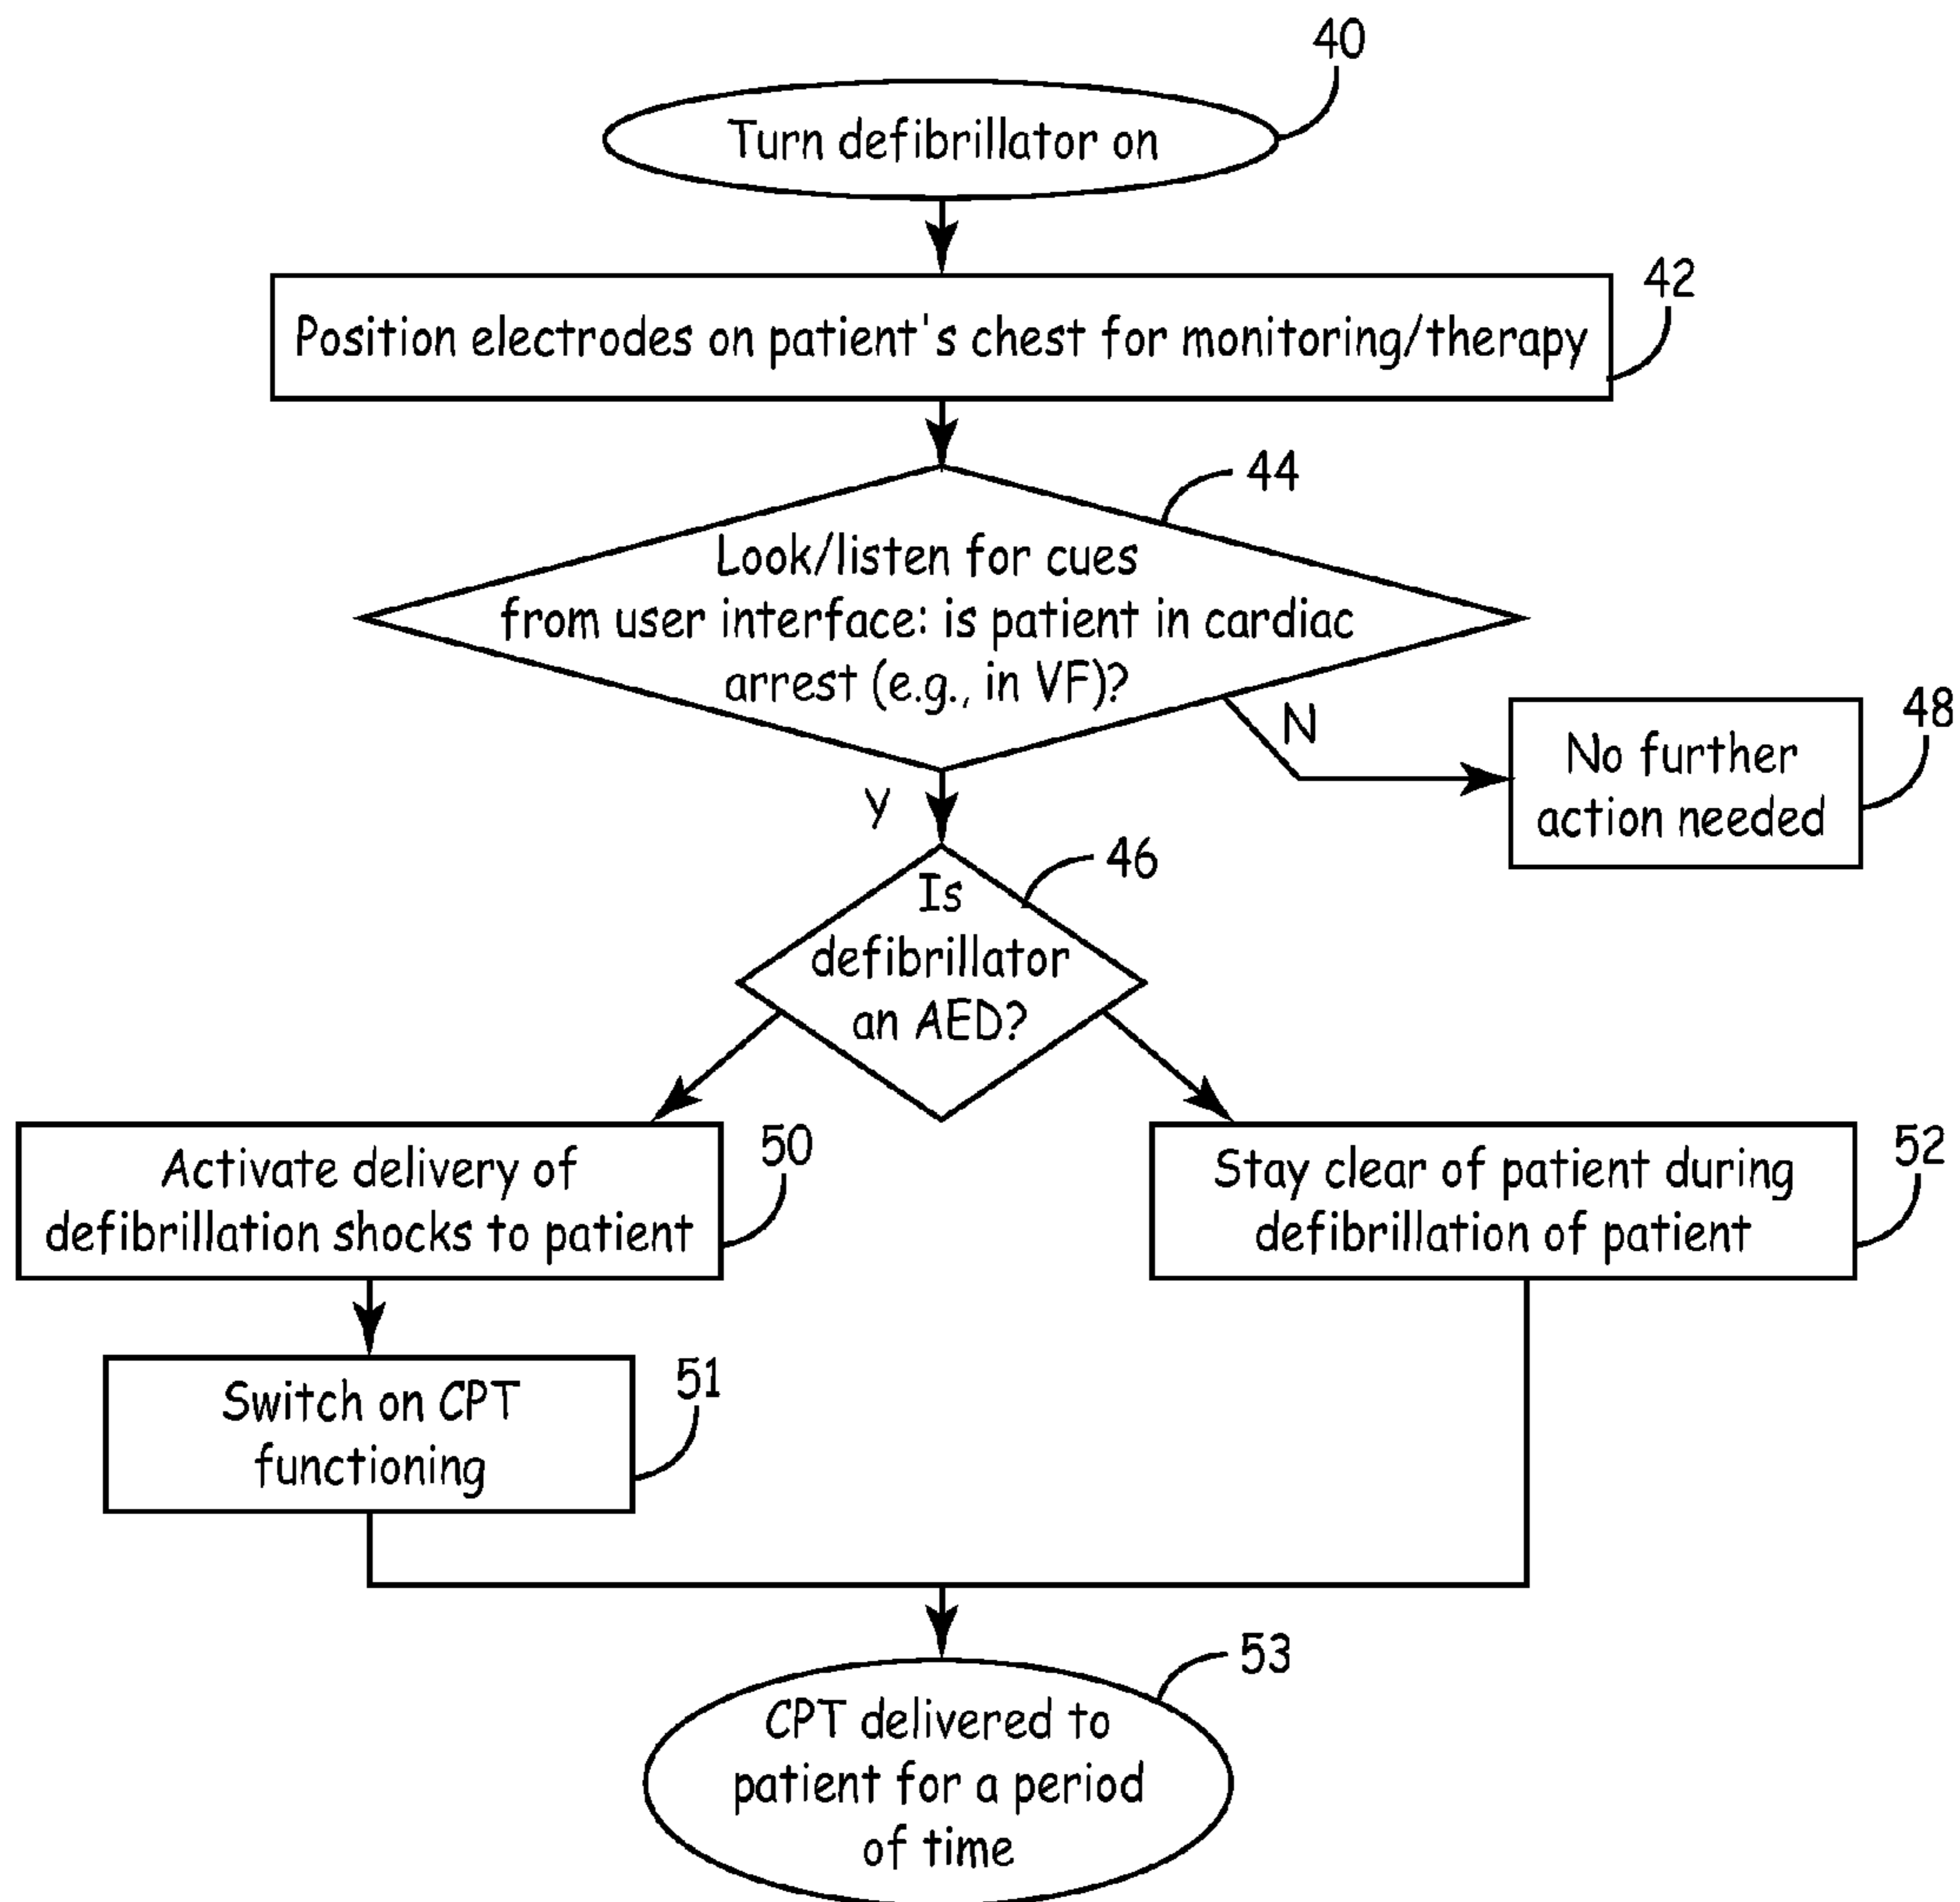 40
Turn defibrillator on
42
Position electrodes on patient's chest for monitoring/therapy
44
Look/listen for cues
from user interface: is patient in cardiac
arrest (e.g., in VF)?
N
48
No further
action needed
Y
46
Is
defibrillator
an AED?
50
Activate delivery of
defibrillation shocks to patient
52
Stay clear of patient during
defibrillation of patient
51
Switch on CPT
functioning
53
CPT delivered to
patient for a period
of time